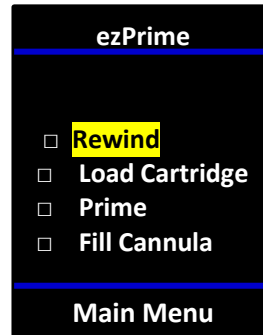 ezPrime
□ Rewind
□ Load Cartridge
□ Prime
□ Fill Cannula
Main Menu